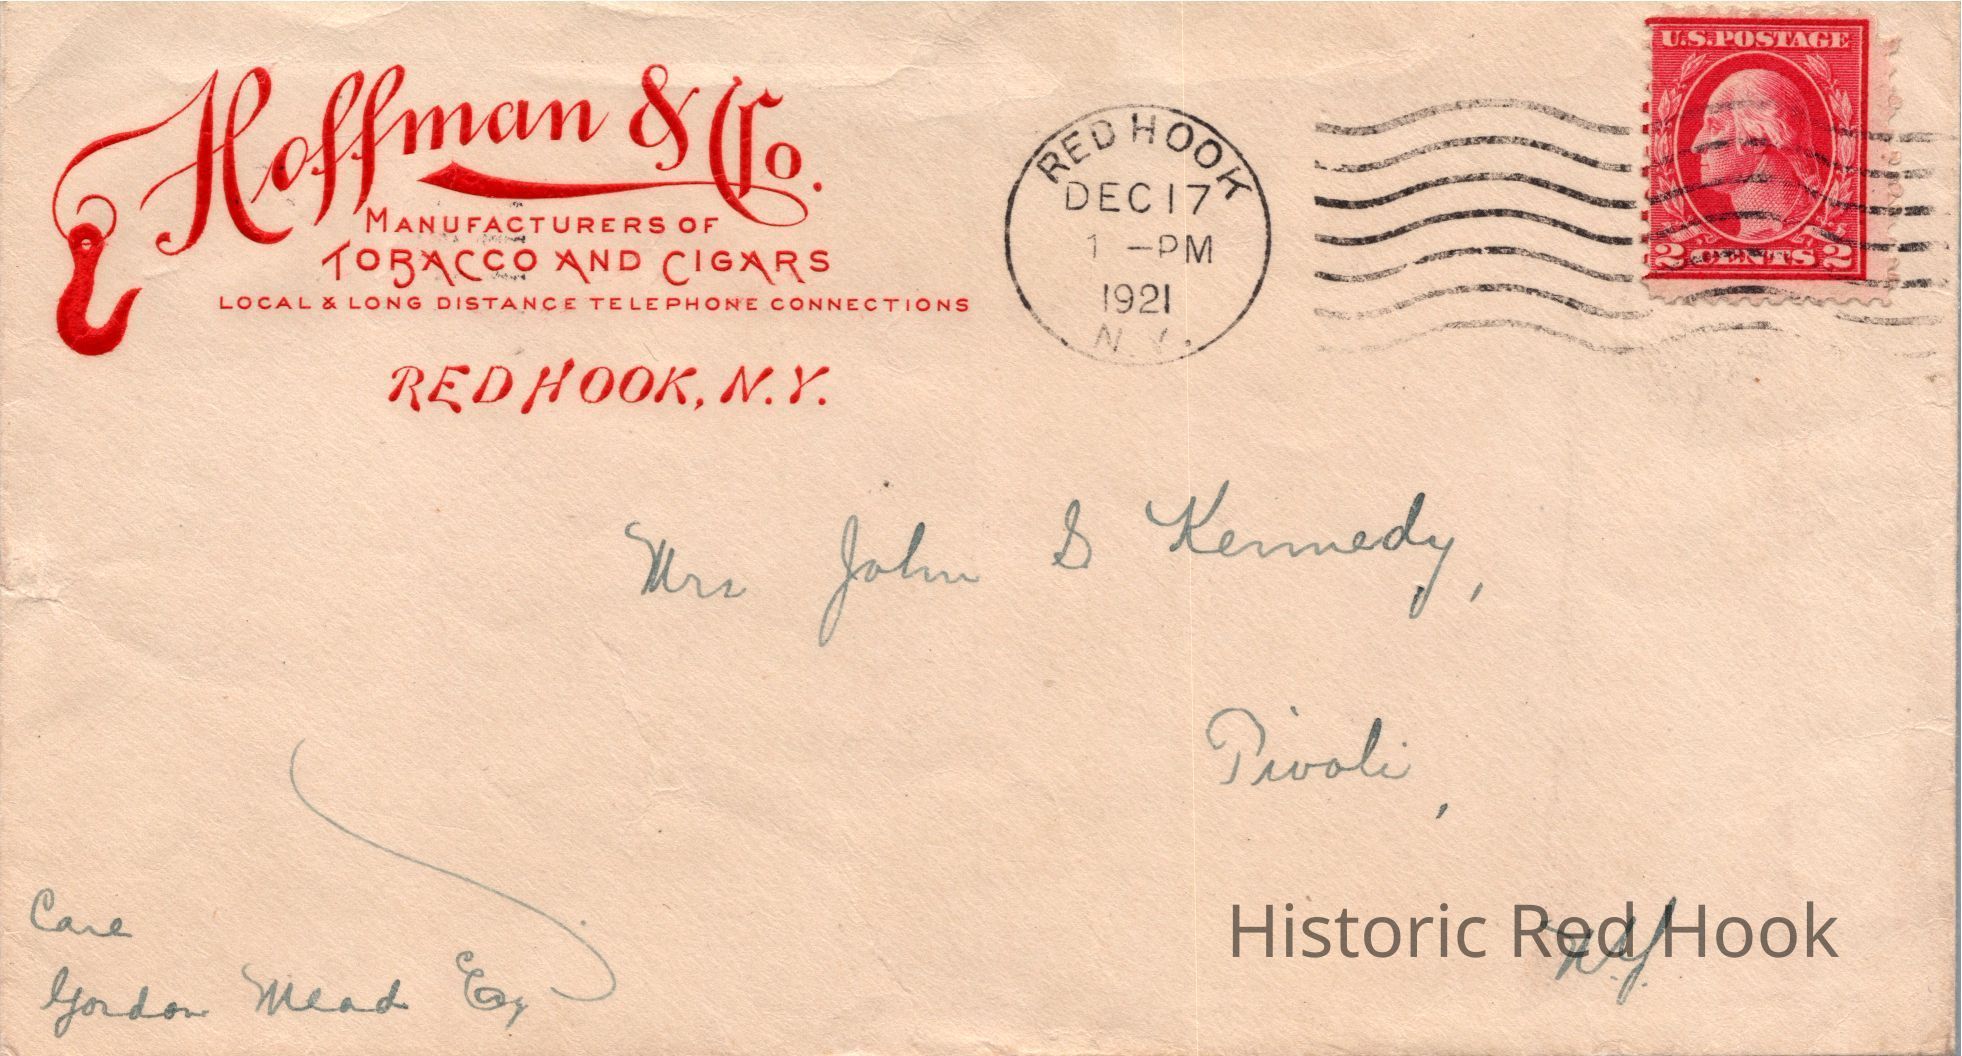 Hoffman & Co.
MANUFACTURERS OF
TOBACCO AND CIGARS
LOCAL & LONG DISTANCE TELEPHONE CONNECTIONS
RED HOOK, N.Y.
RED HOOK
DEC 17
1 -PM
1921
N.Y.
U.S. POSTAGE
2 CENTS 2
Mrs John S Kennedy,
Tivoli,
N.Y.
Care
Gordon Mead Esq
Historic Red Hook